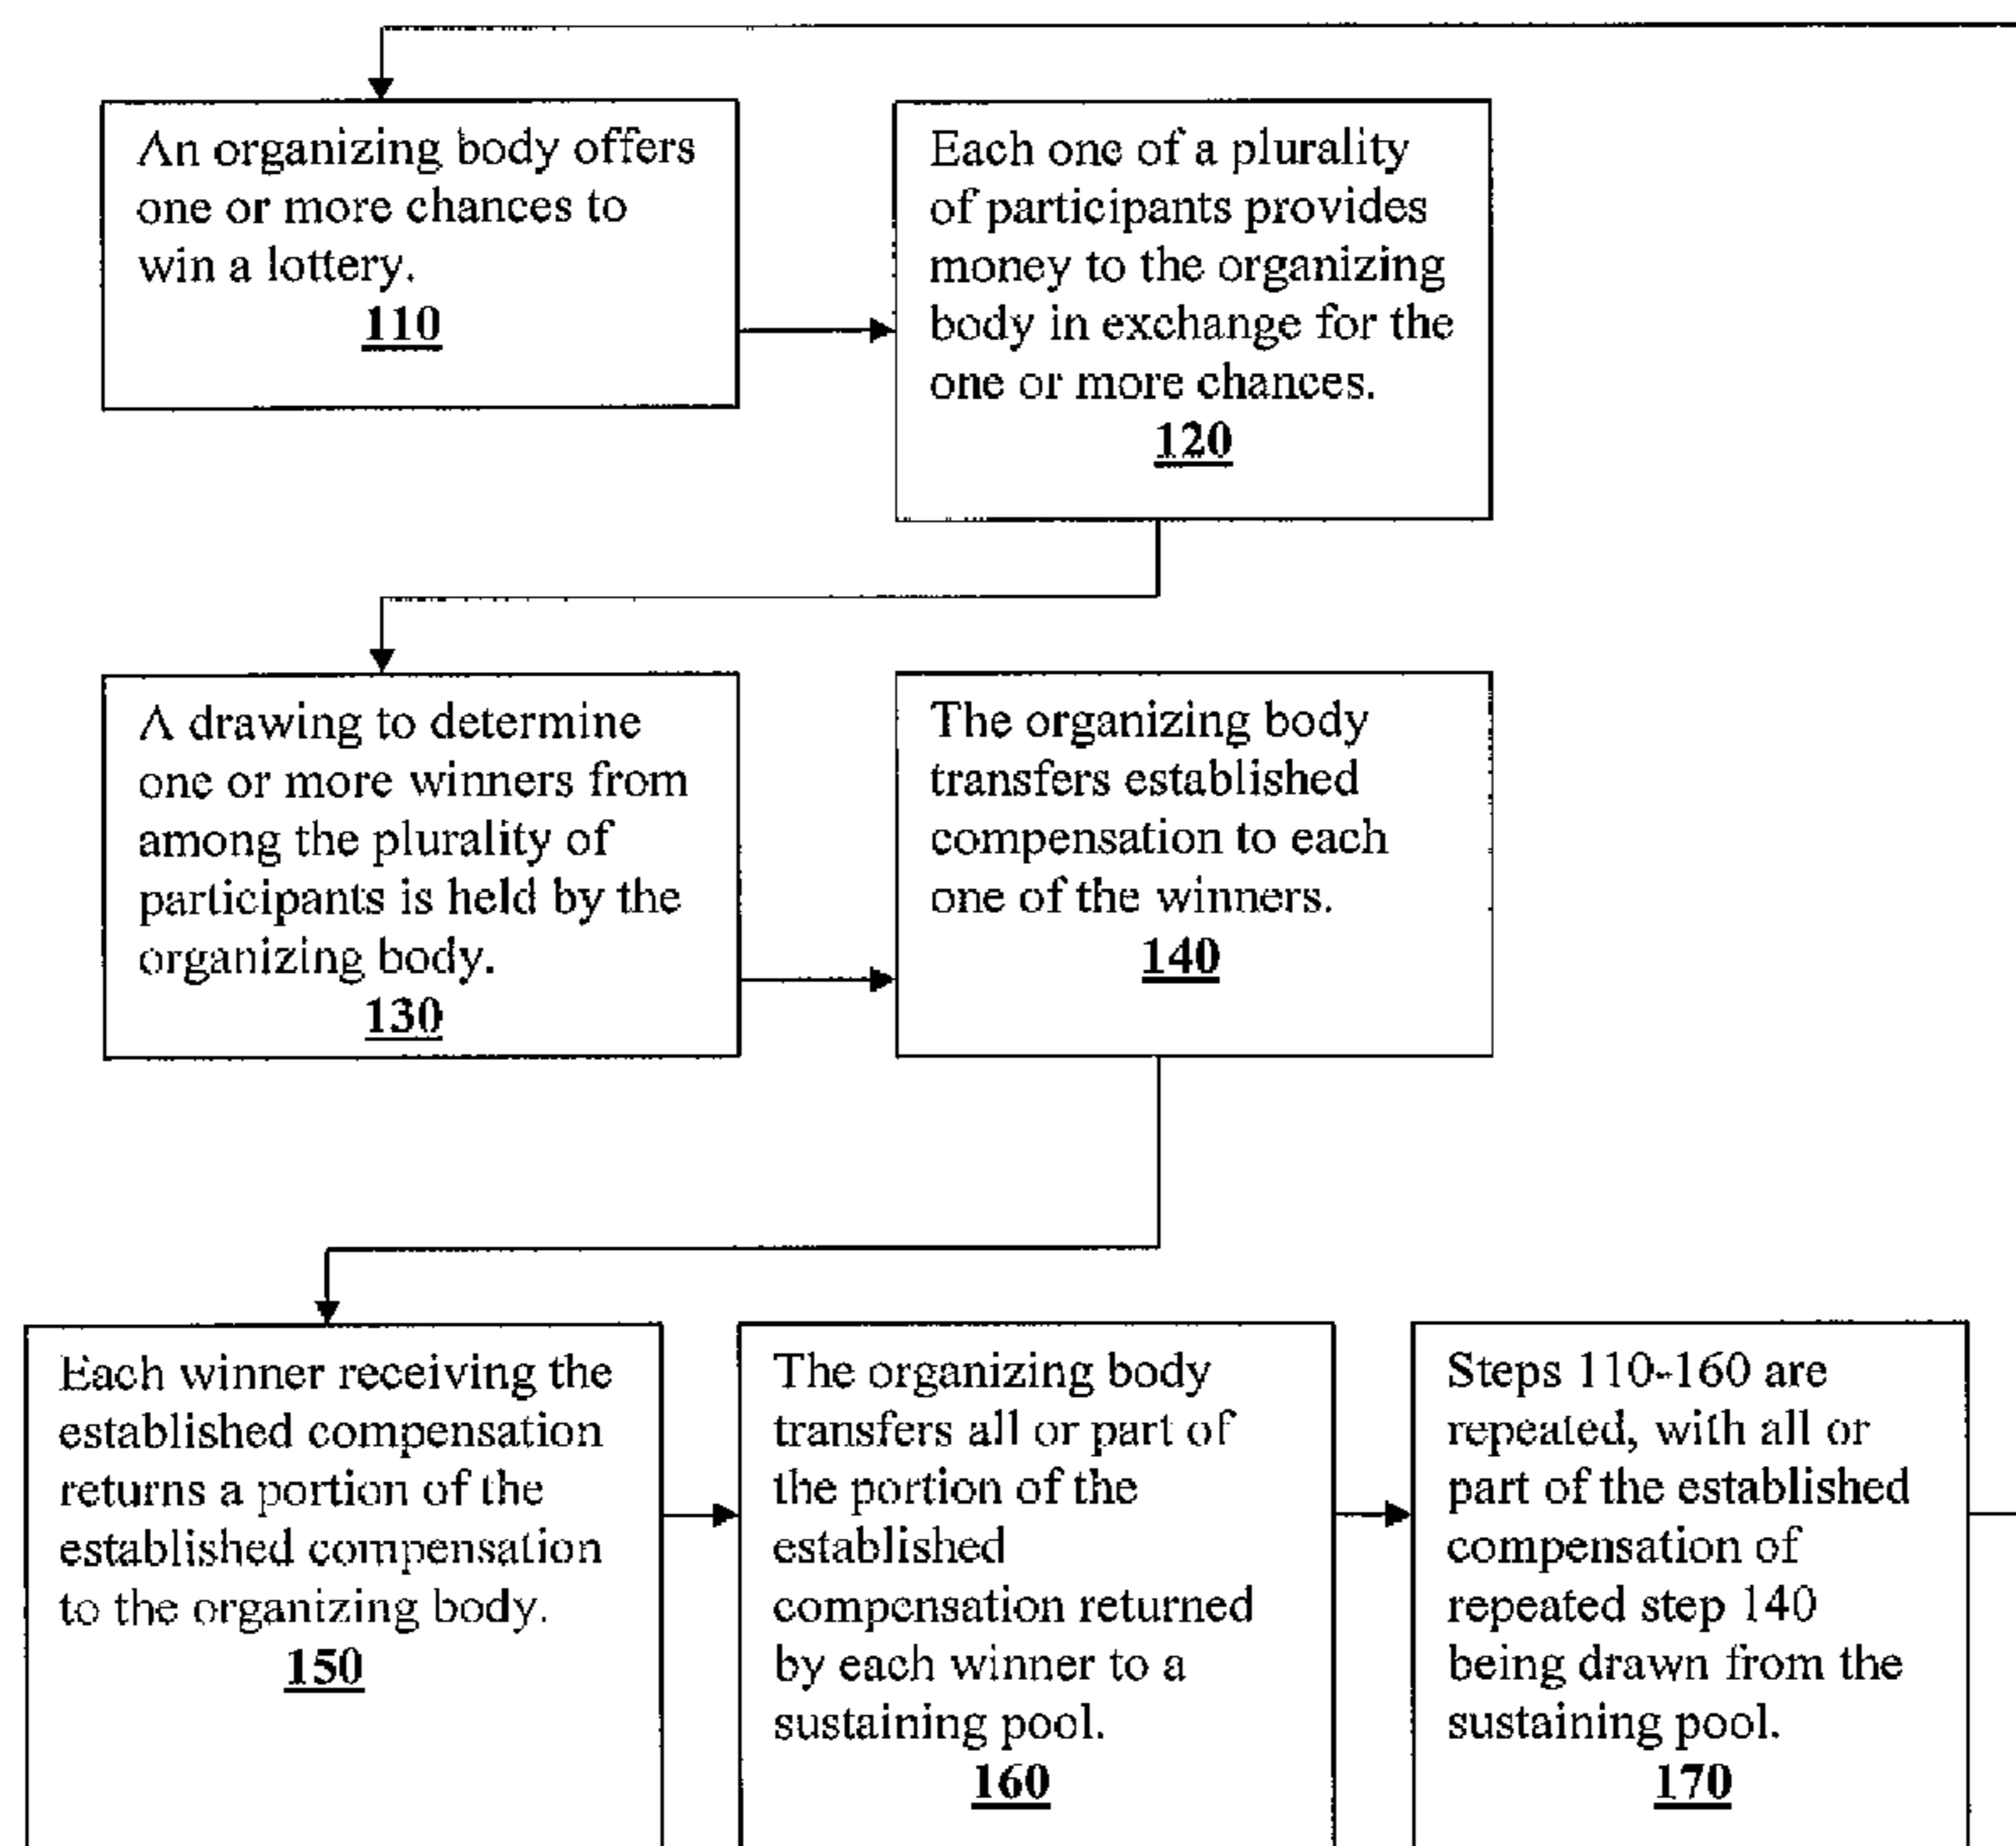 An organizing body offers
one or more chances to
win a lottery.
110
Each one of a plurality
of participants provides
money to the organizing
body in exchange for the
one or more chances.
120
A drawing to determine
one or more winners from
among the plurality of
participants is held by the
organizing body.
130
The organizing body
transfers established
compensation to each
one of the winners.
140
Each winner receiving the
established compensation
returns a portion of the
established compensation
to the organizing body.
150
The organizing body
transfers all or part of
the portion of the
established
compensation returned
by each winner to a
sustaining pool.
160
Steps 110-160 are
repeated, with all or
part of the established
compensation of
repeated step 140
being drawn from the
sustaining pool.
170